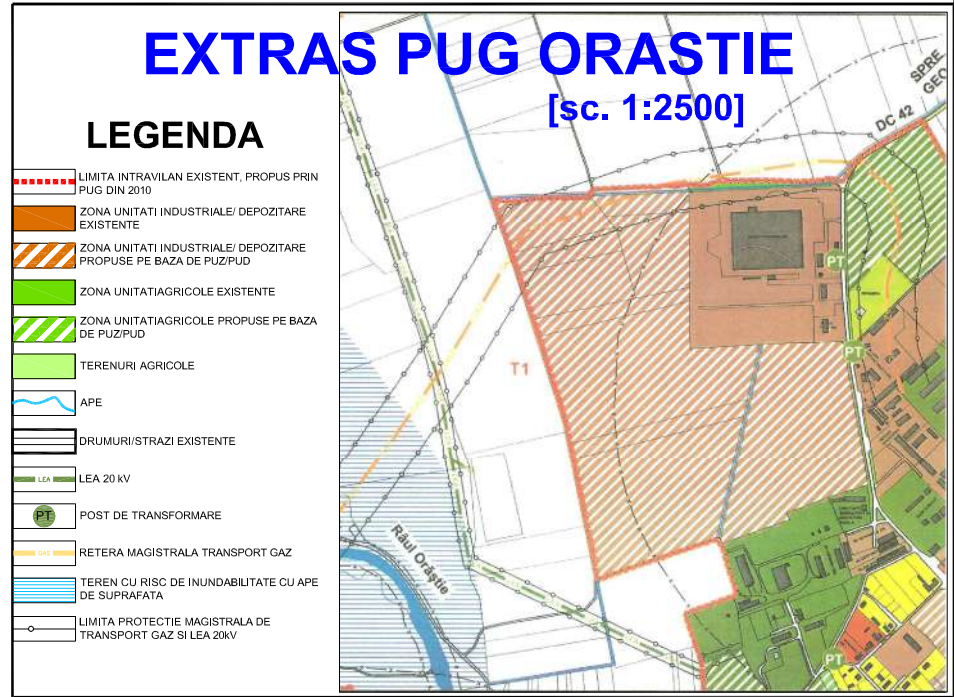 EXTRAS PUG ORASTIE
[sc. 1:2500]
LEGENDA
LIMITA INTRAVILAN EXISTENT, PROPUS PRIN
PUG DIN 2010
ZONA UNITATI INDUSTRIALE/ DEPOZITARE
EXISTENTE
ZONA UNITATI INDUSTRIALE/ DEPOZITARE
PROPUSE PE BAZA DE PUZ/PUD
ZONA UNITATIAGRICOLE EXISTENTE
ZONA UNITATIAGRICOLE PROPUSE PE BAZA
DE PUZ/PUD
TERENURI AGRICOLE
APE
DRUMURI/STRAZI EXISTENTE
LEA
LEA 20 kV
PT
POST DE TRANSFORMARE
GAS
RETERA MAGISTRALA TRANSPORT GAZ
TEREN CU RISC DE INUNDABILITATE CU APE
DE SUPRAFATA
LIMITA PROTECTIE MAGISTRALA DE
TRANSPORT GAZ SI LEA 20kV
SPRE
GEO
DC 42
PT
PT
T1
Râul Orăştie
PT